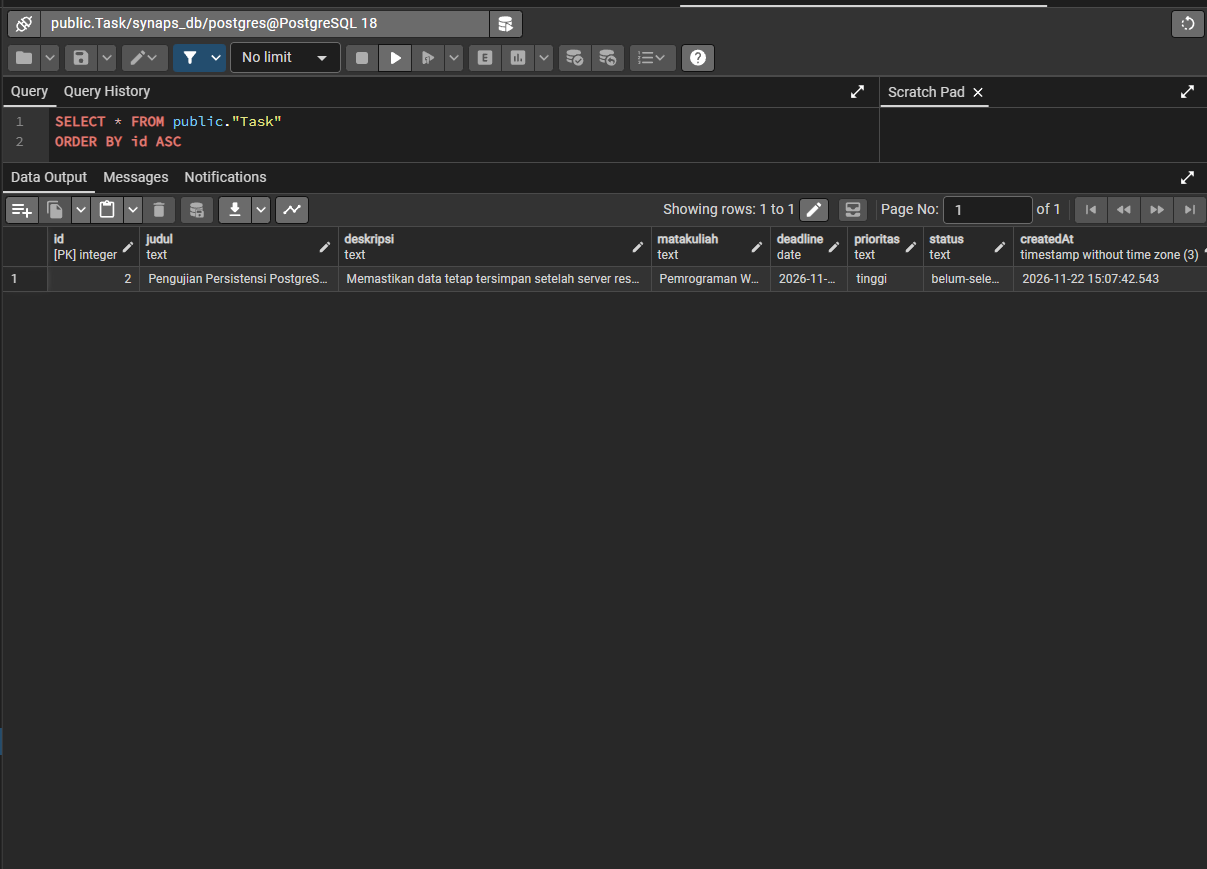 public.Task/synaps_db/postgres@PostgreSQL 18
No limit
E
?
Query Query History
Scratch Pad
1 SELECT * FROM public."Task"
2 ORDER BY id ASC
Data Output Messages Notifications
Showing rows: 1 to 1
Page No: 1 of 1
id judul deskripsi matakuliah deadline prioritas status createdAt
[PK] integer text text text date text text timestamp without time zone (3)
1 2 Pengujian Persistensi PostgreS... Memastikan data tetap tersimpan setelah server res... Pemrograman W... 2026-11-... tinggi belum-sele... 2026-11-22 15:07:42.543